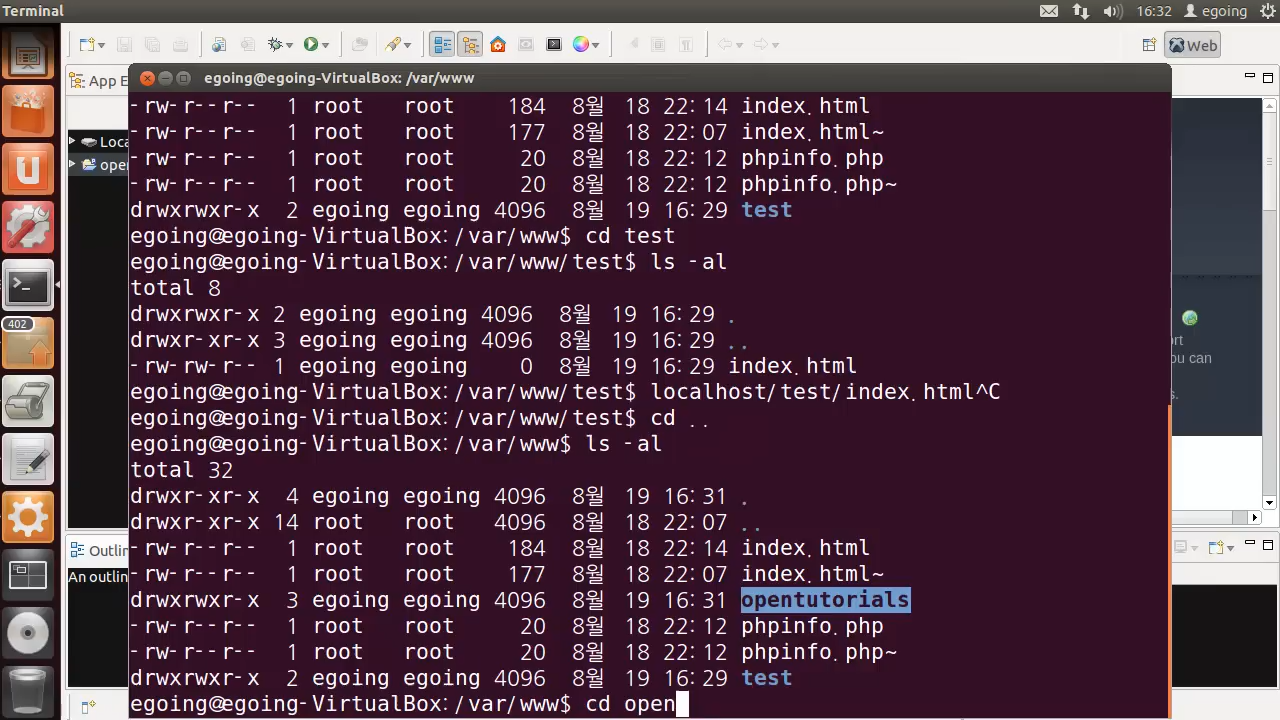 Terminal
16:32 egoing
Web
App E
egoing@egoing-VirtualBox: /var/www
Loca
oper
-rw-r--r-- 1 root root 184 8월 18 22:14 index.html
-rw-r--r-- 1 root root 177 8월 18 22:07 index.html~
-rw-r--r-- 1 root root 20 8월 18 22:12 phpinfo.php
-rw-r--r-- 1 root root 20 8월 18 22:12 phpinfo.php~
drwxrwxr-x 2 egoing egoing 4096 8월 19 16:29 test
egoing@egoing-VirtualBox:/var/www$ cd test
egoing@egoing-VirtualBox:/var/www/test$ ls -al
total 8
drwxrwxr-x 2 egoing egoing 4096 8월 19 16:29 .
drwxr-xr-x 3 egoing egoing 4096 8월 19 16:29 ..
-rw-rw-r-- 1 egoing egoing 0 8월 19 16:29 index.html
egoing@egoing-VirtualBox:/var/www/test$ localhost/test/index.html^C
egoing@egoing-VirtualBox:/var/www/test$ cd ..
egoing@egoing-VirtualBox:/var/www$ ls -al
total 32
drwxr-xr-x 4 egoing egoing 4096 8월 19 16:31 .
drwxr-xr-x 14 root root 4096 8월 18 22:07 ..
-rw-r--r-- 1 root root 184 8월 18 22:14 index.html
-rw-r--r-- 1 root root 177 8월 18 22:07 index.html~
drwxrwxr-x 3 egoing egoing 4096 8월 19 16:31 opentutorials
-rw-r--r-- 1 root root 20 8월 18 22:12 phpinfo.php
-rw-r--r-- 1 root root 20 8월 18 22:12 phpinfo.php~
drwxrwxr-x 2 egoing egoing 4096 8월 19 16:29 test
egoing@egoing-VirtualBox:/var/www$ cd open
402
ort
ou can
s.
Outlin
An outlin